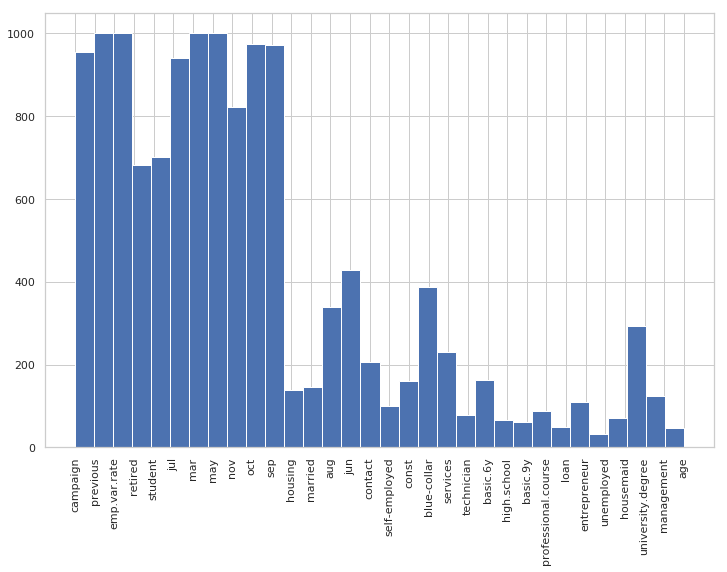 1000
800
600
400
200
0
campaign
previous
emp.var.rate
retired
student
jul
mar
may
nov
oct
sep
housing
married
aug
jun
contact
self-employed
const
blue-collar
services
technician
basic.6y
high.school
basic.9y
professional.course
loan
entrepreneur
unemployed
housemaid
university.degree
management
age